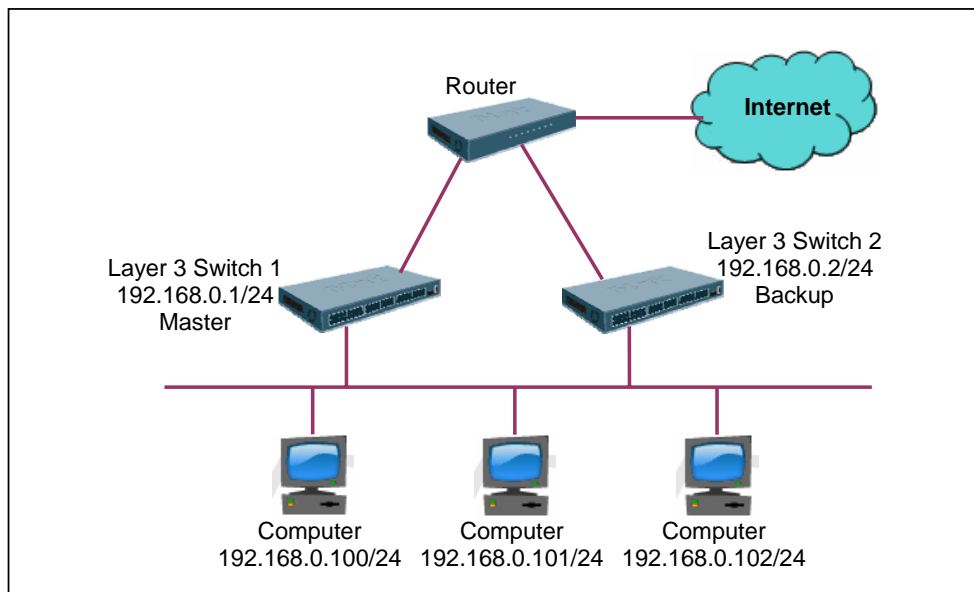 Router
Internet
Layer 3 Switch 1
192.168.0.1/24
Master
Layer 3 Switch 2
192.168.0.2/24
Backup
Computer
192.168.0.100/24
Computer
192.168.0.101/24
Computer
192.168.0.102/24